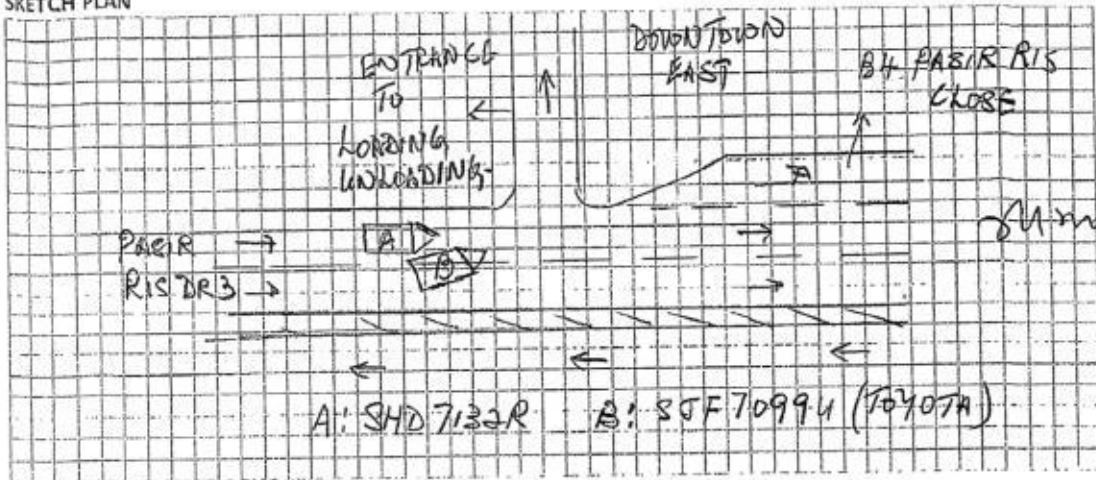 SKETCH PLAN
ENTRANCE
TO
LOADING
UNLOADING
DOWNTOWN
EAST
B4 PASIR RIS
CLOSE
A
PASIR
RIS DR3
A
B
A: SHD 7132R B: SJF 7099U (TOYOTA)